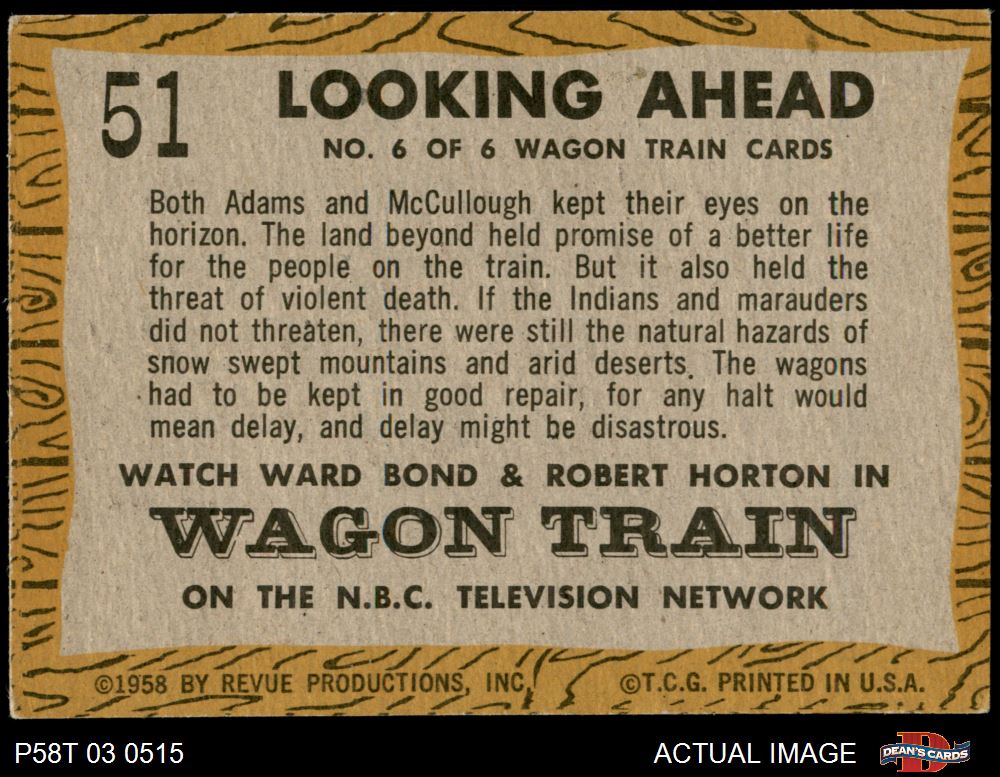 51
LOOKING AHEAD
NO. 6 OF 6 WAGON TRAIN CARDS
Both Adams and McCullough kept their eyes on the
horizon. The land beyond held promise of a better life
for the people on the train. But it also held the
threat of violent death. If the Indians and marauders
did not threaten, there were still the natural hazards of
snow swept mountains and arid deserts. The wagons
had to be kept in good repair, for any halt would
mean delay, and delay might be disastrous.
WATCH WARD BOND & ROBERT HORTON IN
WAGON TRAIN
ON THE N.B.C. TELEVISION NETWORK
©1958 BY REVUE PRODUCTIONS, INC. ©T.C.G. PRINTED IN U.S.A.
P58T 03 0515 ACTUAL IMAGE DEAN'S CARDS